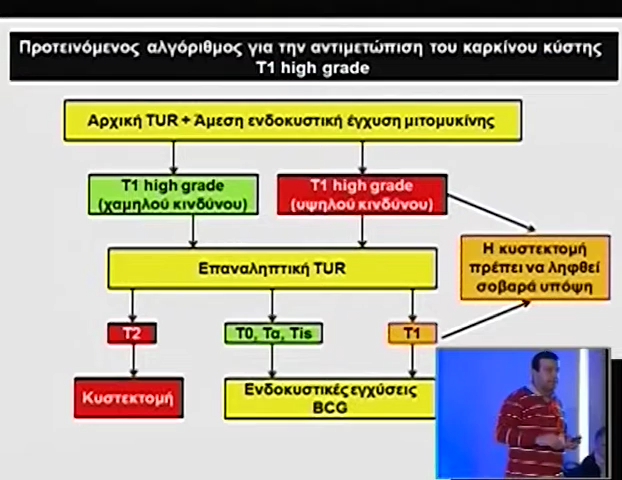 Προτεινόμενος αλγόριθμος για την αντιμετώπιση του καρκίνου κύστης
T1 high grade
Αρχική TUR + Άμεση ενδοκυστική έγχυση μιτομυκίνης
T1 high grade
(χαμηλού κινδύνου)
T1 high grade
(υψηλού κινδύνου)
Η κυστεκτομή
πρέπει να ληφθεί
σοβαρά υπόψη
Επαναληπτική TUR
T2
T0, Τα, Tis
T1
Κυστεκτομή
Ενδοκυστικές εγχύσεις
BCG